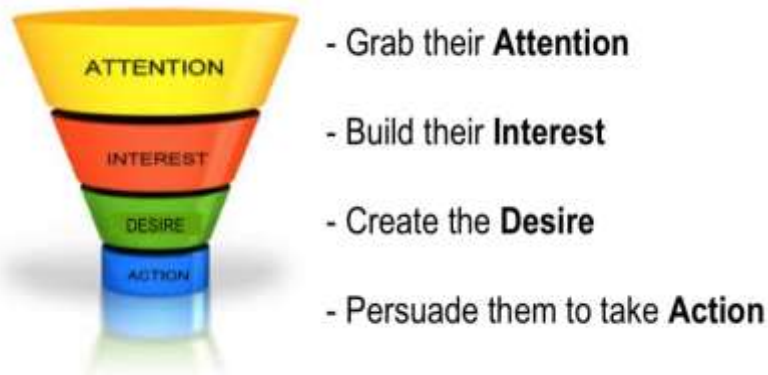 ATTENTION
- Grab their Attention
INTEREST
- Build their Interest
DESIRE
- Create the Desire
ACTION
- Persuade them to take Action